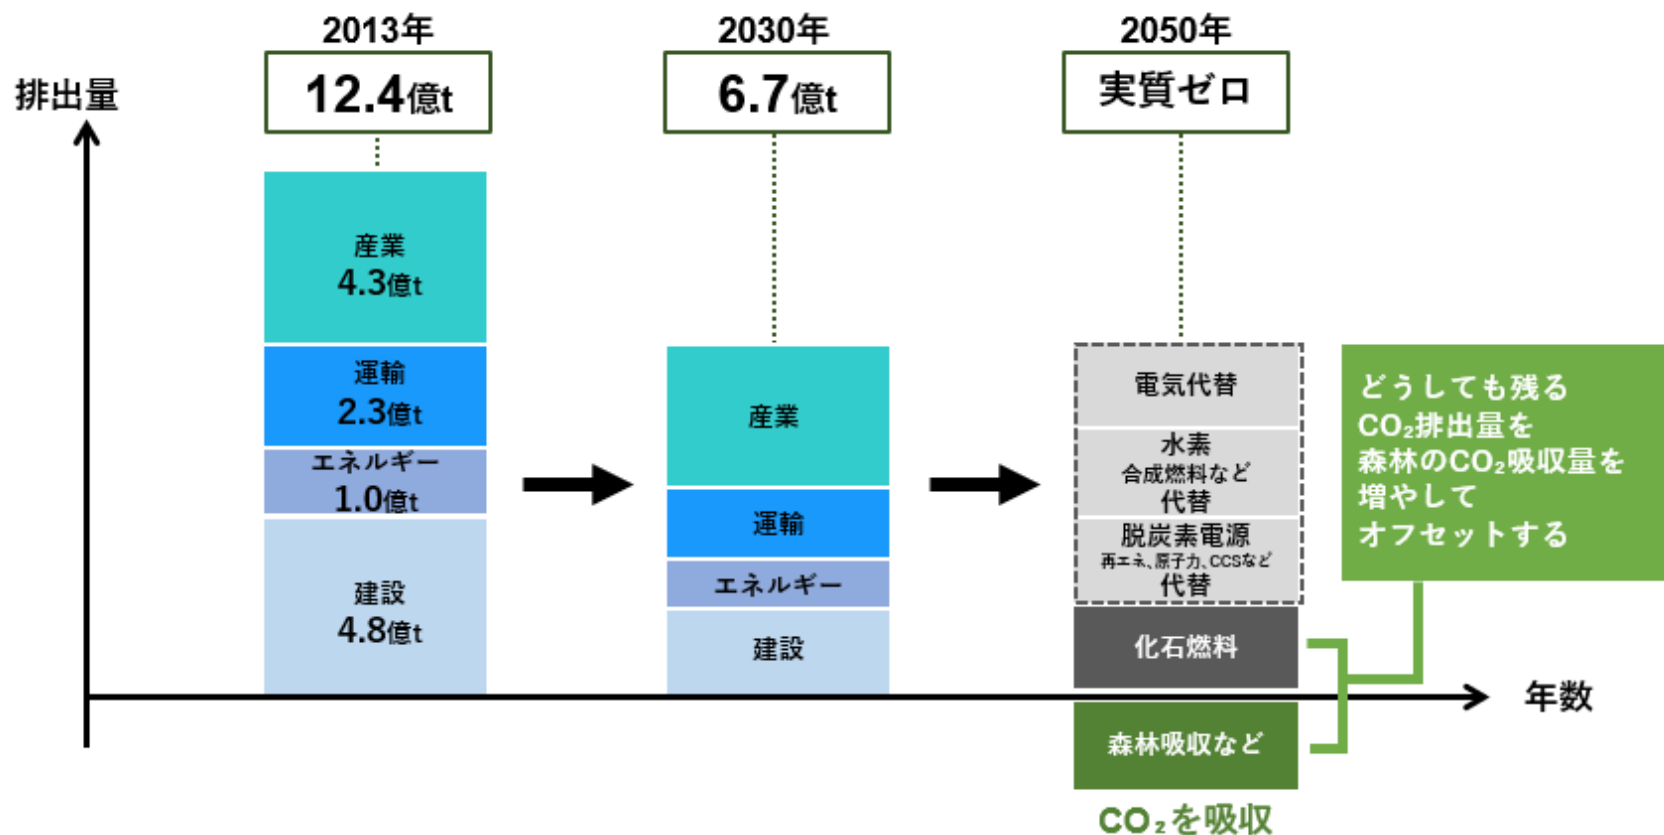 2013年
12.4億t
2030年
6.7億t
2050年
実質ゼロ
排出量
産業
4.3億t
運輸
2.3億t
エネルギー
1.0億t
建設
4.8億t
産業
運輸
エネルギー
建設
電気代替
水素
合成燃料など
代替
脱炭素電源
再エネ、原子力、CCSなど
代替
化石燃料
森林吸収など
CO₂を吸収
どうしても残る
CO₂排出量を
森林のCO₂吸収量を
増やして
オフセットする
年数